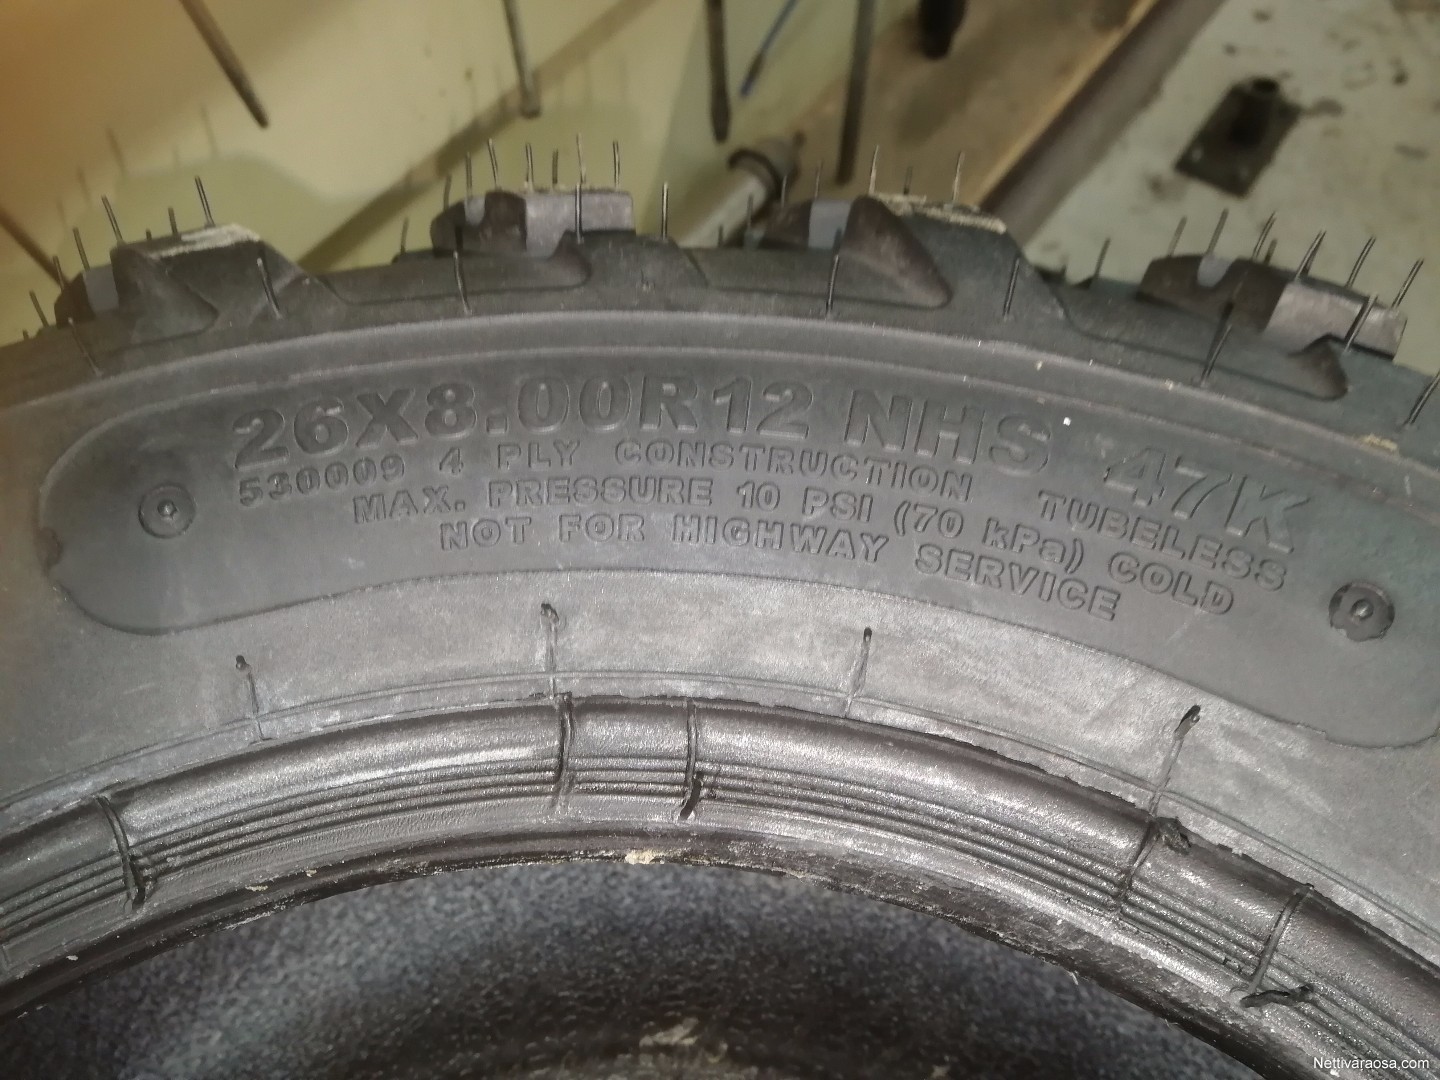 26X8.00R12 NHS 47K
530009 4 PLY CONSTRUCTION TUBELESS
MAX. PRESSURE 10 PSI (70 kPa) COLD
NOT FOR HIGHWAY SERVICE
Nettivaraosa.com